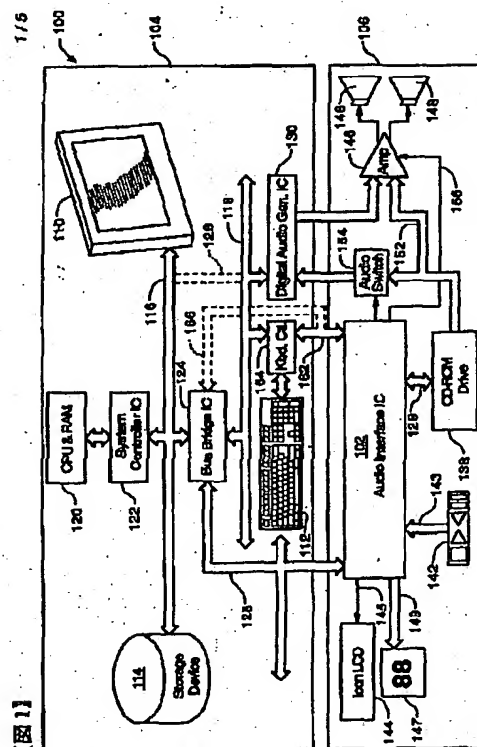 【図1】
1/5
100
104
106
110
CPU & RAM
120
System Controller IC
122
116
126
118
Bus Bridge IC
124
166
114
Storage Device
Digital Audio Gen. IC
130
Kbd. Ctl.
164
112
162
128
102
Audio Interface IC
Audio Switch
154
152
156
Amp
146
148
148
CD-ROM Drive
138
129
142
143
Icon LCD
144
145
88
147
149